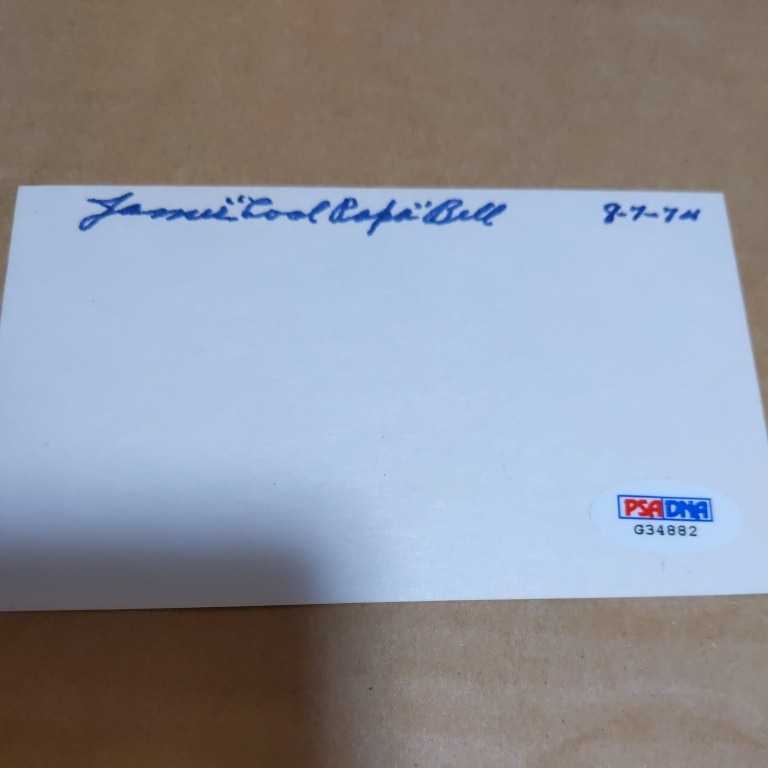 James "Cool Papa" Bell 8-7-74
PSA DNA
G34882